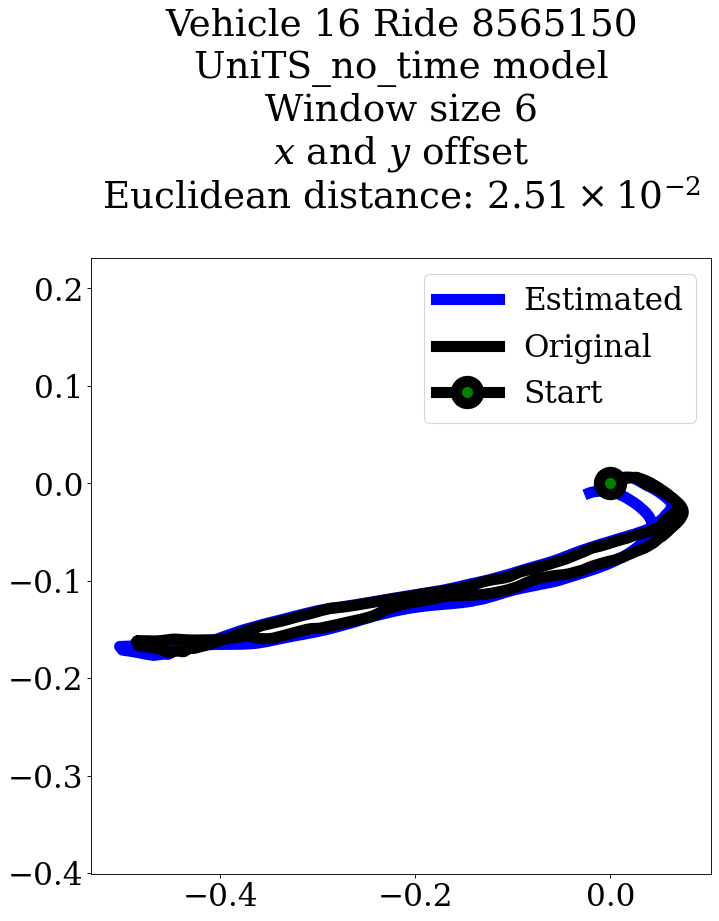 Vehicle 16 Ride 8565150
UniTS_no_time model
Window size 6
x and y offset
Euclidean distance: 2.51 × 10⁻²
Estimated
Original
Start
0.2
0.1
0.0
−0.1
−0.2
−0.3
−0.4
−0.4 −0.2 0.0